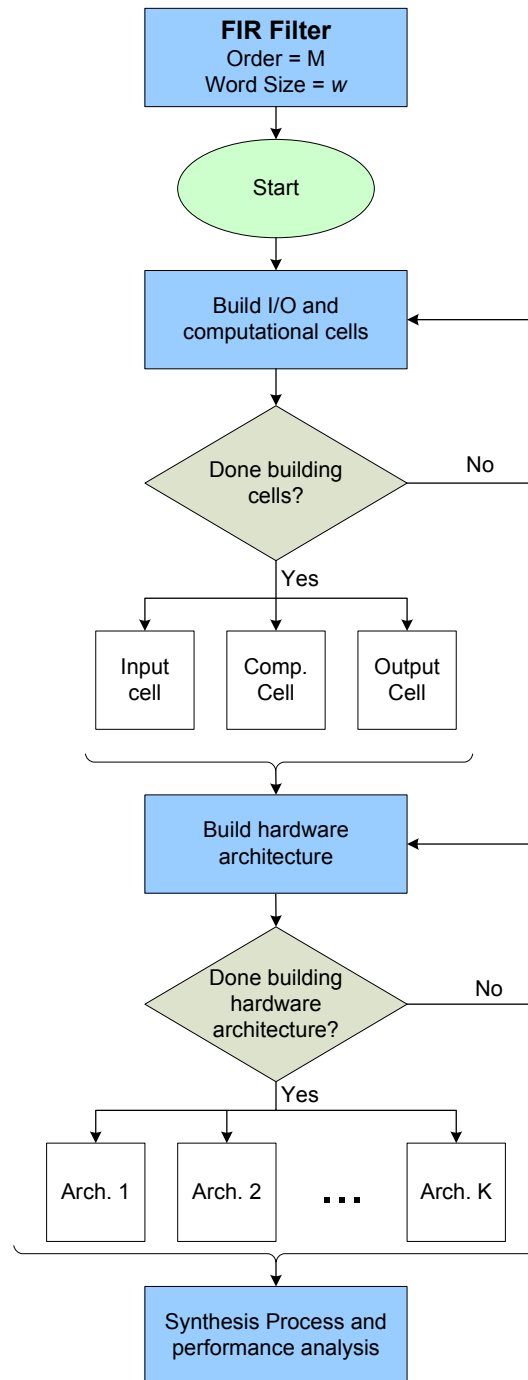 FIR Filter
Order = M
Word Size = w
Start
Build I/O and
computational cells
Done building
cells?
No
Yes
Input
cell
Comp.
Cell
Output
Cell
Build hardware
architecture
Done building
hardware
architecture?
No
Yes
Arch. 1
Arch. 2
...
Arch. K
Synthesis Process and
performance analysis